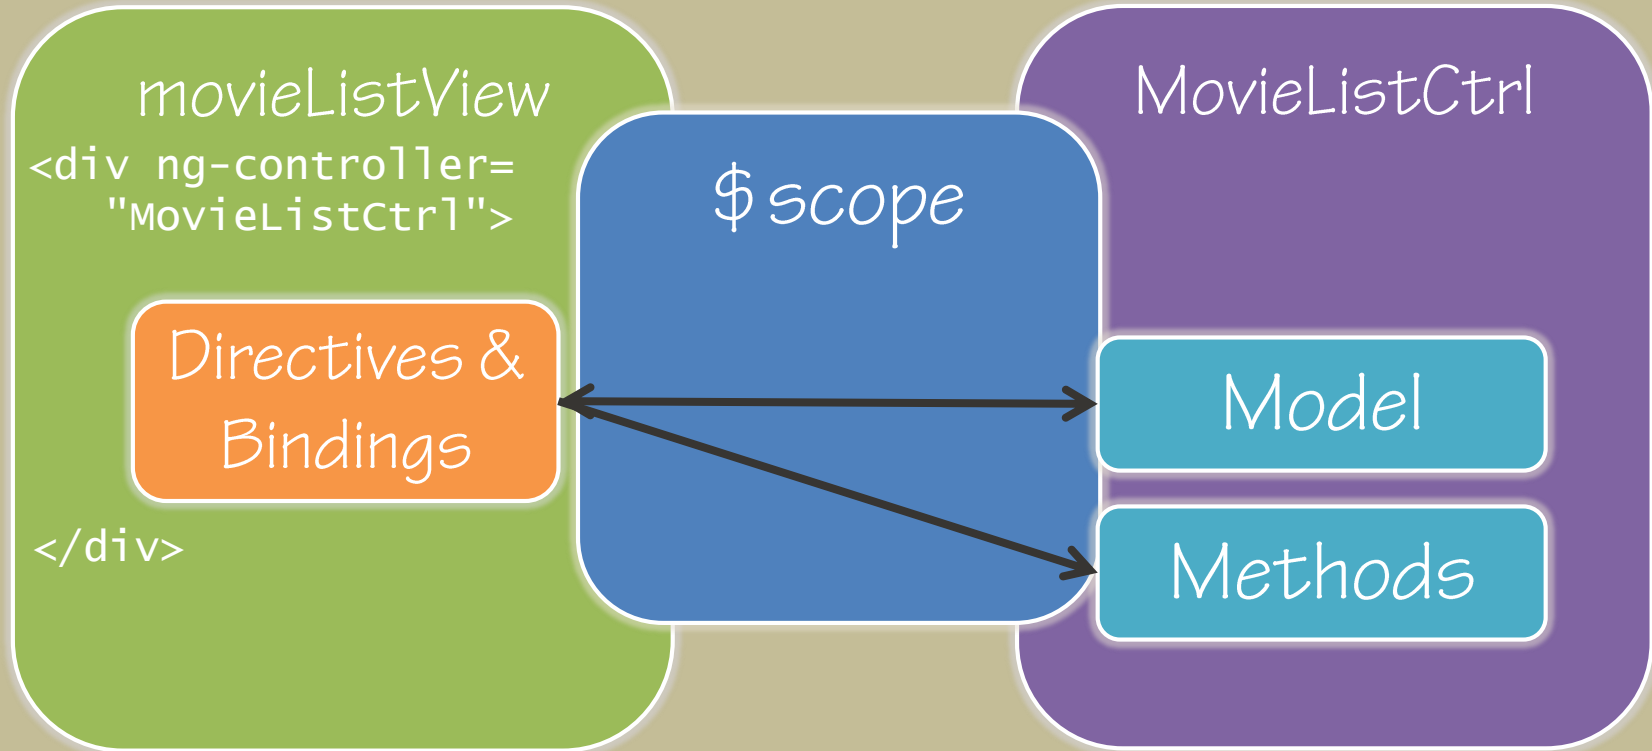 movieListView
<div ng-controller=
"MovieListCtrl">
Directives &
Bindings
</div>
$scope
MovieListCtrl
Model
Methods